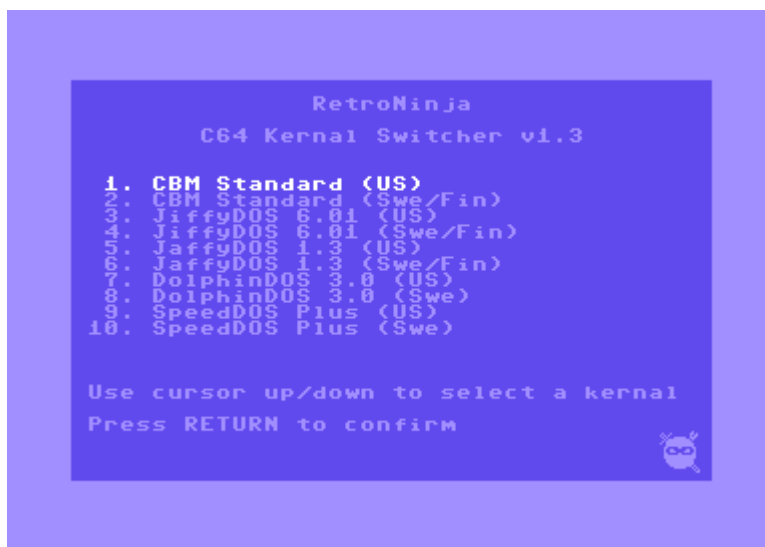 RetroNinja
C64 Kernal Switcher v1.3
1. CBM Standard (US)
2. CBM Standard (Swe/Fin)
3. JiffyDOS 6.01 (US)
4. JiffyDOS 6.01 (Swe/Fin)
5. JaffyDOS 1.3 (US)
6. JaffyDOS 1.3 (Swe/Fin)
7. DolphinDOS 3.0 (US)
8. DolphinDOS 3.0 (Swe)
9. SpeedDOS Plus (US)
10. SpeedDOS Plus (Swe)
Use cursor up/down to select a kernal
Press RETURN to confirm